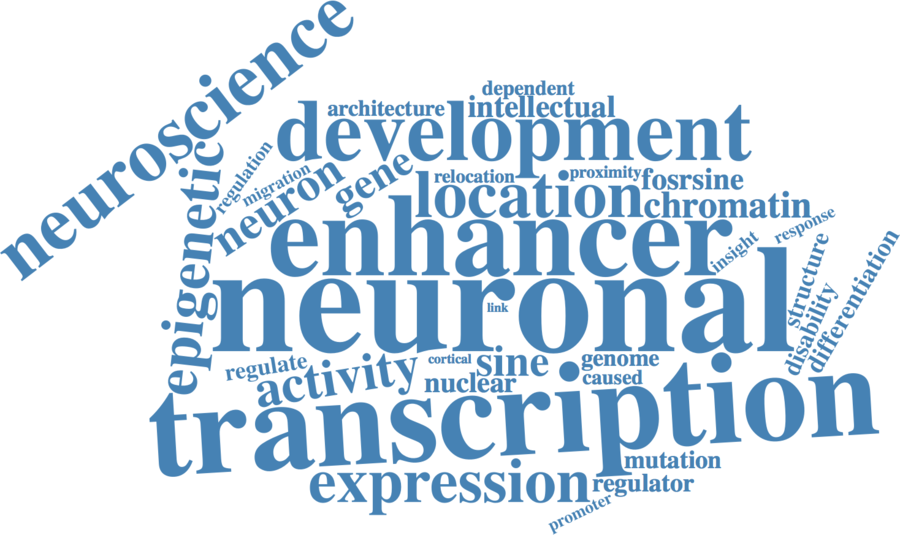 neuroscience
dependent
architecture
intellectual
development
regulation
migration
neuron
gene
relocation
proximity
fosrsine
location
chromatin
epigenetic
enhancer
insight
response
neuronal
link
structure
disability
differentiation
regulate
activity
cortical
sine
nuclear
genome
caused
transcription
mutation
expression
regulator
promoter